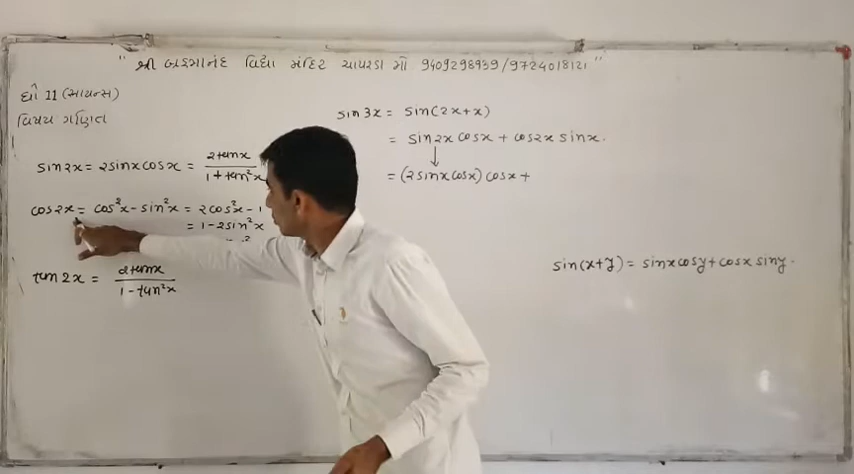 " શ્રી બ્રહ્માનંદ વિદ્યા મંદિર ચાપરડા મો 9409298939/9724018121 "
ધો 11 (સાયન્સ)
વિષય ગણિત
sin2x = 2sinx cosx = 2tanx / 1 + tan²x
cos2x = cos²x - sin²x = 2cos²x - 1
= 1 - 2sin²x
tan 2x = 2tanx / 1 - tan²x
sin 3x = sin(2x + x)
= sin2x cosx + cos2x sinx.
= (2sinx cosx) cosx +
sin(x+y) = sinx cosy + cosx siny.